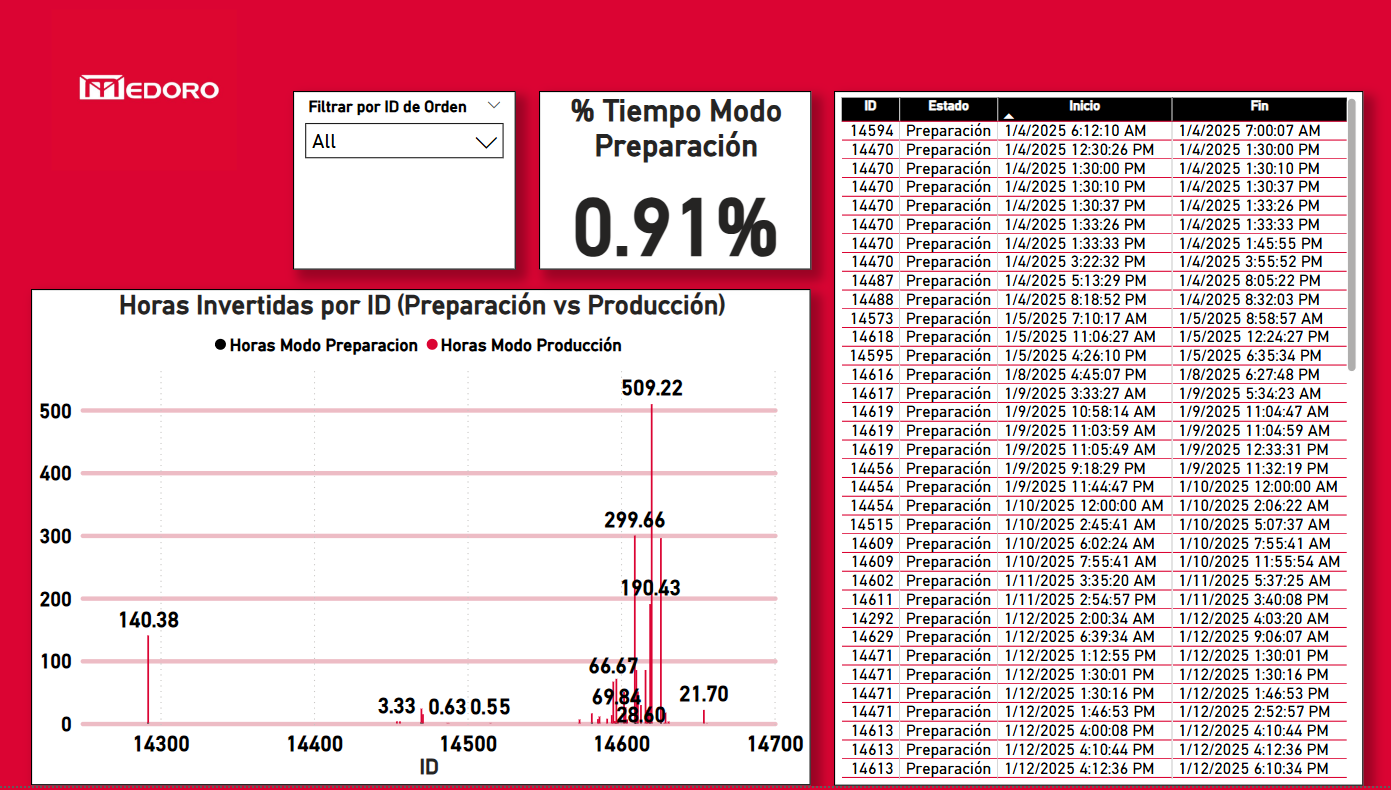 MEDORO
Filtrar por ID de Orden
All
% Tiempo Modo
Preparación
0.91%
Horas Invertidas por ID (Preparación vs Producción)
Horas Modo Preparacion Horas Modo Producción
500
400
300
200
100
0
509.22
299.66
190.43
140.38
66.67
69.84
28.60
3.33
0.63
0.55
21.70
14300 14400 14500 14600 14700
ID
ID Estado Inicio Fin
14594 Preparación 1/4/2025 6:12:10 AM 1/4/2025 7:00:07 AM
14470 Preparación 1/4/2025 12:30:26 PM 1/4/2025 1:30:00 PM
14470 Preparación 1/4/2025 1:30:00 PM 1/4/2025 1:30:10 PM
14470 Preparación 1/4/2025 1:30:10 PM 1/4/2025 1:30:37 PM
14470 Preparación 1/4/2025 1:30:37 PM 1/4/2025 1:33:26 PM
14470 Preparación 1/4/2025 1:33:26 PM 1/4/2025 1:33:33 PM
14470 Preparación 1/4/2025 1:33:33 PM 1/4/2025 1:45:55 PM
14470 Preparación 1/4/2025 3:22:32 PM 1/4/2025 3:55:52 PM
14487 Preparación 1/4/2025 5:13:29 PM 1/4/2025 8:05:22 PM
14488 Preparación 1/4/2025 8:18:52 PM 1/4/2025 8:32:03 PM
14573 Preparación 1/5/2025 7:10:17 AM 1/5/2025 8:58:57 AM
14618 Preparación 1/5/2025 11:06:27 AM 1/5/2025 12:24:27 PM
14595 Preparación 1/5/2025 4:26:10 PM 1/5/2025 6:35:34 PM
14616 Preparación 1/8/2025 4:45:07 PM 1/8/2025 6:27:48 PM
14617 Preparación 1/9/2025 3:33:27 AM 1/9/2025 5:34:23 AM
14619 Preparación 1/9/2025 10:58:14 AM 1/9/2025 11:04:47 AM
14619 Preparación 1/9/2025 11:03:59 AM 1/9/2025 11:04:59 AM
14619 Preparación 1/9/2025 11:05:49 AM 1/9/2025 12:33:31 PM
14456 Preparación 1/9/2025 9:18:29 PM 1/9/2025 11:32:19 PM
14454 Preparación 1/9/2025 11:44:47 PM 1/10/2025 12:00:00 AM
14454 Preparación 1/10/2025 12:00:00 AM 1/10/2025 2:06:22 AM
14515 Preparación 1/10/2025 2:45:41 AM 1/10/2025 5:07:37 AM
14609 Preparación 1/10/2025 6:02:24 AM 1/10/2025 7:55:41 AM
14609 Preparación 1/10/2025 7:55:41 AM 1/10/2025 11:55:54 AM
14602 Preparación 1/11/2025 3:35:20 AM 1/11/2025 5:37:25 AM
14611 Preparación 1/11/2025 2:54:57 PM 1/11/2025 3:40:08 PM
14292 Preparación 1/12/2025 2:00:34 AM 1/12/2025 4:03:20 AM
14629 Preparación 1/12/2025 6:39:34 AM 1/12/2025 9:06:07 AM
14471 Preparación 1/12/2025 1:12:55 PM 1/12/2025 1:30:01 PM
14471 Preparación 1/12/2025 1:30:01 PM 1/12/2025 1:30:16 PM
14471 Preparación 1/12/2025 1:30:16 PM 1/12/2025 1:46:53 PM
14471 Preparación 1/12/2025 1:46:53 PM 1/12/2025 2:52:57 PM
14613 Preparación 1/12/2025 4:00:08 PM 1/12/2025 4:10:44 PM
14613 Preparación 1/12/2025 4:10:44 PM 1/12/2025 4:12:36 PM
14613 Preparación 1/12/2025 4:12:36 PM 1/12/2025 6:10:34 PM